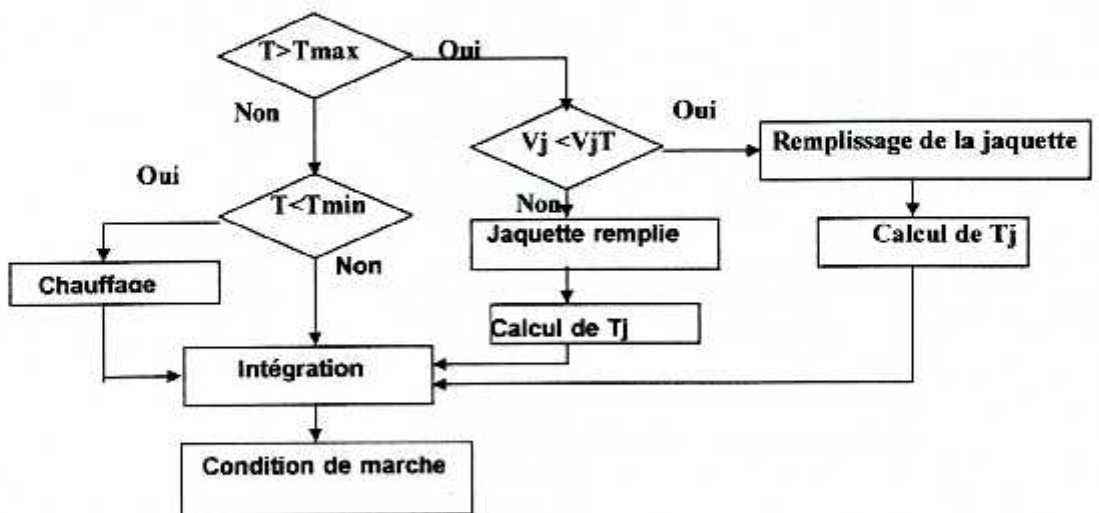 T>Tmax
Oui
Non
Vj <VjT
Oui
Remplissage de la jaquette
Oui
T<Tmin
Non
Jaquette remplie
Calcul de Tj
Non
Chauffage
Calcul de Tj
Intégration
Condition de marche